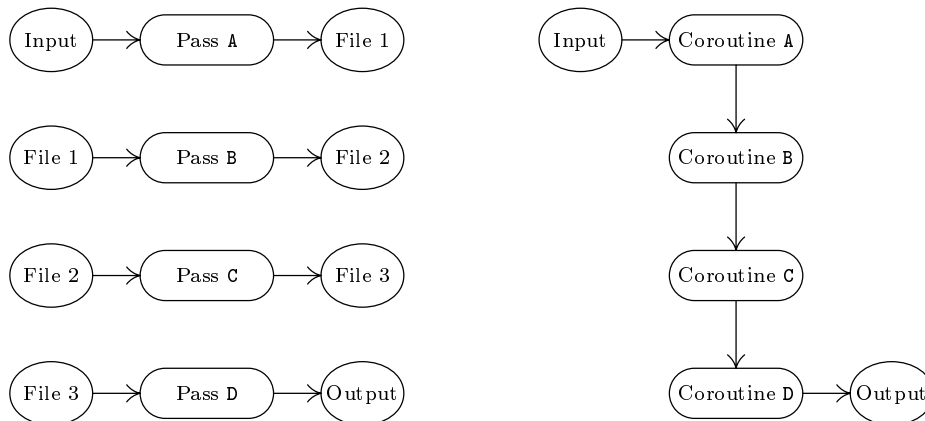 Input Pass A File 1 Input Coroutine A
File 1 Pass B File 2 Coroutine B
File 2 Pass C File 3 Coroutine C
File 3 Pass D Output Coroutine D Output